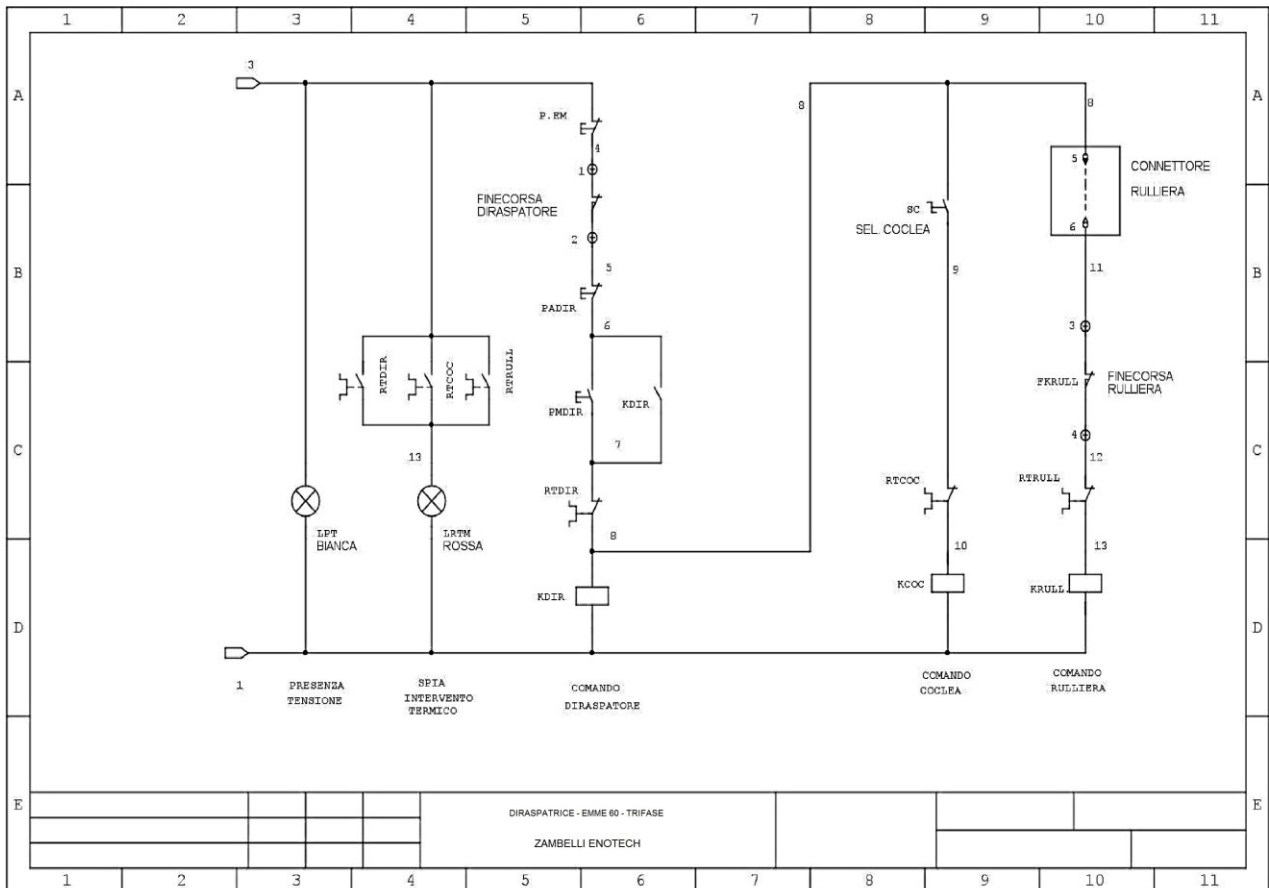 1 2 3 4 5 6 7 8 9 10 11
3
A
A
8
8
P.EM
4
1
5
CONNETTORE
RULLIERA
FINECORSA
DIRASPATORE
SC
SEL. COCLEA
6
2
B
B
5
9
11
PADIR
6
3
RTDIR
RTCOC
RTRULL
PMDIR
KDIR
FKRULL
FINECORSA
RULLIERA
7
4
C
C
13
12
RTDIR
RTCOC
RTRULL
LPT
BIANCA
LRTM
ROSSA
8
10
13
KDIR
KCOC
KRULL.
D
D
1
PRESENZA
TENSIONE
SPIA
INTERVENTO
TERMICO
COMANDO
DIRASPATORE
COMANDO
COCLEA
COMANDO
RULLIERA
E
E
DIRASPATRICE - EMME 60 - TRIFASE
ZAMBELLI ENOTECH
1 2 3 4 5 6 7 8 9 10 11